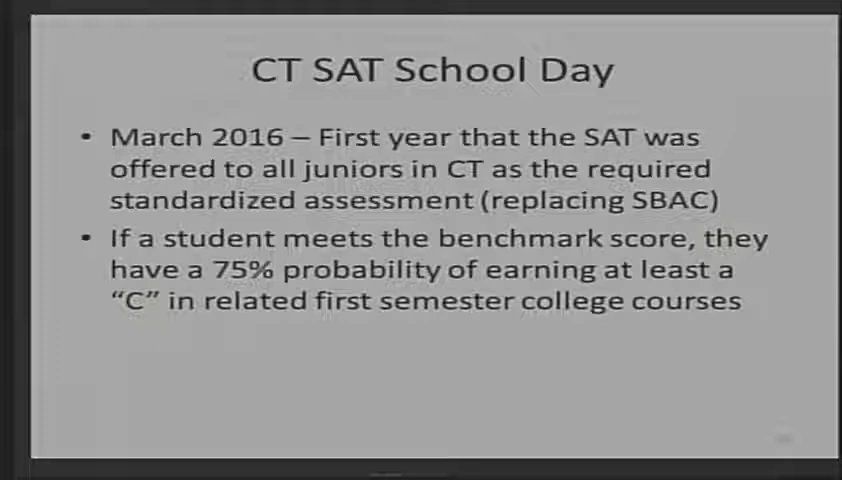 CT SAT School Day
• March 2016 – First year that the SAT was
offered to all juniors in CT as the required
standardized assessment (replacing SBAC)
• If a student meets the benchmark score, they
have a 75% probability of earning at least a
“C” in related first semester college courses